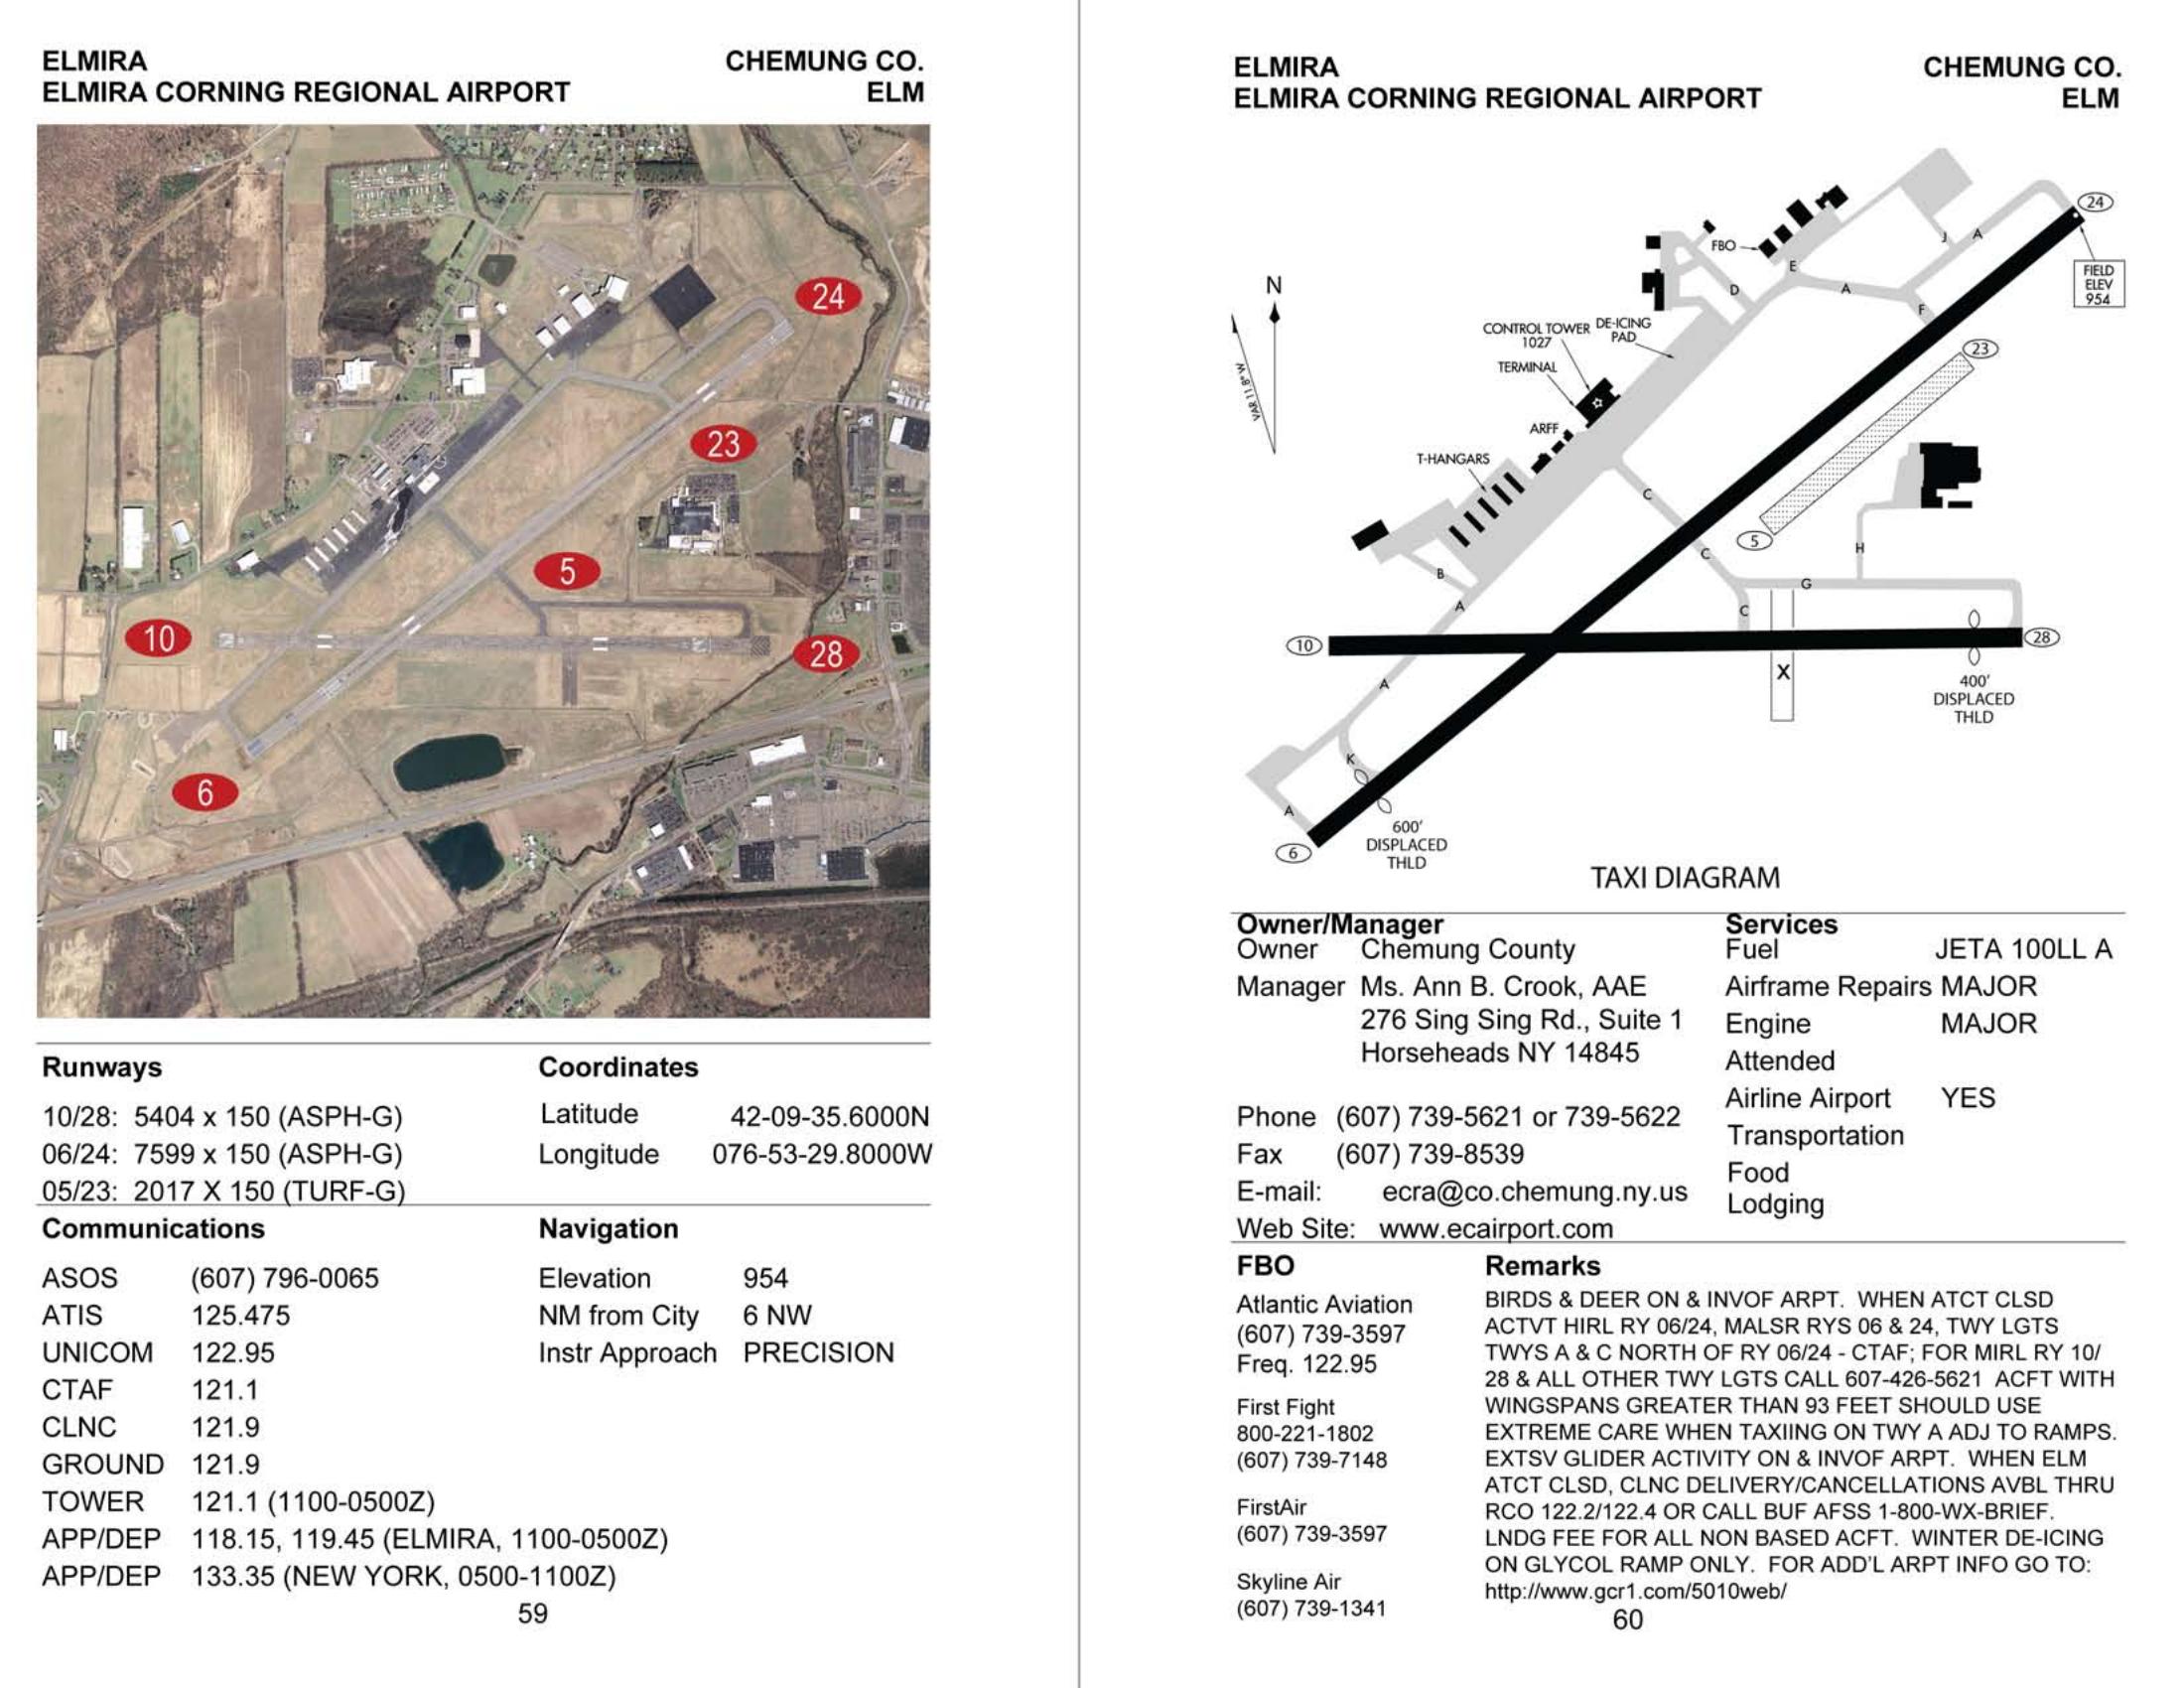 ELMIRA CHEMUNG CO.
ELMIRA CORNING REGIONAL AIRPORT ELM
24
23
5
10
28
6
Runways
10/28: 5404 x 150 (ASPH-G)
06/24: 7599 x 150 (ASPH-G)
05/23: 2017 X 150 (TURF-G)
Coordinates
Latitude 42-09-35.6000N
Longitude 076-53-29.8000W
Communications
ASOS (607) 796-0065
ATIS 125.475
UNICOM 122.95
CTAF 121.1
CLNC 121.9
GROUND 121.9
TOWER 121.1 (1100-0500Z)
APP/DEP 118.15, 119.45 (ELMIRA, 1100-0500Z)
APP/DEP 133.35 (NEW YORK, 0500-1100Z)
Navigation
Elevation 954
NM from City 6 NW
Instr Approach PRECISION
59
ELMIRA CHEMUNG CO.
ELMIRA CORNING REGIONAL AIRPORT ELM
24
FIELD
ELEV
954
J
A
FBO
E
D
A
F
N
VAR 11.8° W
CONTROL TOWER
1027
DE-ICING
PAD
TERMINAL
23
ARFF
T-HANGARS
C
5
C
H
B
G
A
C
10
28
X
400'
DISPLACED
THLD
A
K
A
600'
DISPLACED
THLD
6
TAXI DIAGRAM
Owner/Manager
Owner Chemung County
Manager Ms. Ann B. Crook, AAE
276 Sing Sing Rd., Suite 1
Horseheads NY 14845
Phone (607) 739-5621 or 739-5622
Fax (607) 739-8539
E-mail: ecra@co.chemung.ny.us
Web Site: www.ecairport.com
Services
Fuel JETA 100LL A
Airframe Repairs MAJOR
Engine MAJOR
Attended
Airline Airport YES
Transportation
Food
Lodging
FBO
Atlantic Aviation
(607) 739-3597
Freq. 122.95
First Fight
800-221-1802
(607) 739-7148
FirstAir
(607) 739-3597
Skyline Air
(607) 739-1341
Remarks
BIRDS & DEER ON & INVOF ARPT. WHEN ATCT CLSD
ACTVT HIRL RY 06/24, MALSR RYS 06 & 24, TWY LGTS
TWYS A & C NORTH OF RY 06/24 - CTAF; FOR MIRL RY 10/
28 & ALL OTHER TWY LGTS CALL 607-426-5621 ACFT WITH
WINGSPANS GREATER THAN 93 FEET SHOULD USE
EXTREME CARE WHEN TAXIING ON TWY A ADJ TO RAMPS.
EXTSV GLIDER ACTIVITY ON & INVOF ARPT. WHEN ELM
ATCT CLSD, CLNC DELIVERY/CANCELLATIONS AVBL THRU
RCO 122.2/122.4 OR CALL BUF AFSS 1-800-WX-BRIEF.
LNDG FEE FOR ALL NON BASED ACFT. WINTER DE-ICING
ON GLYCOL RAMP ONLY. FOR ADD'L ARPT INFO GO TO:
http://www.gcr1.com/5010web/
60